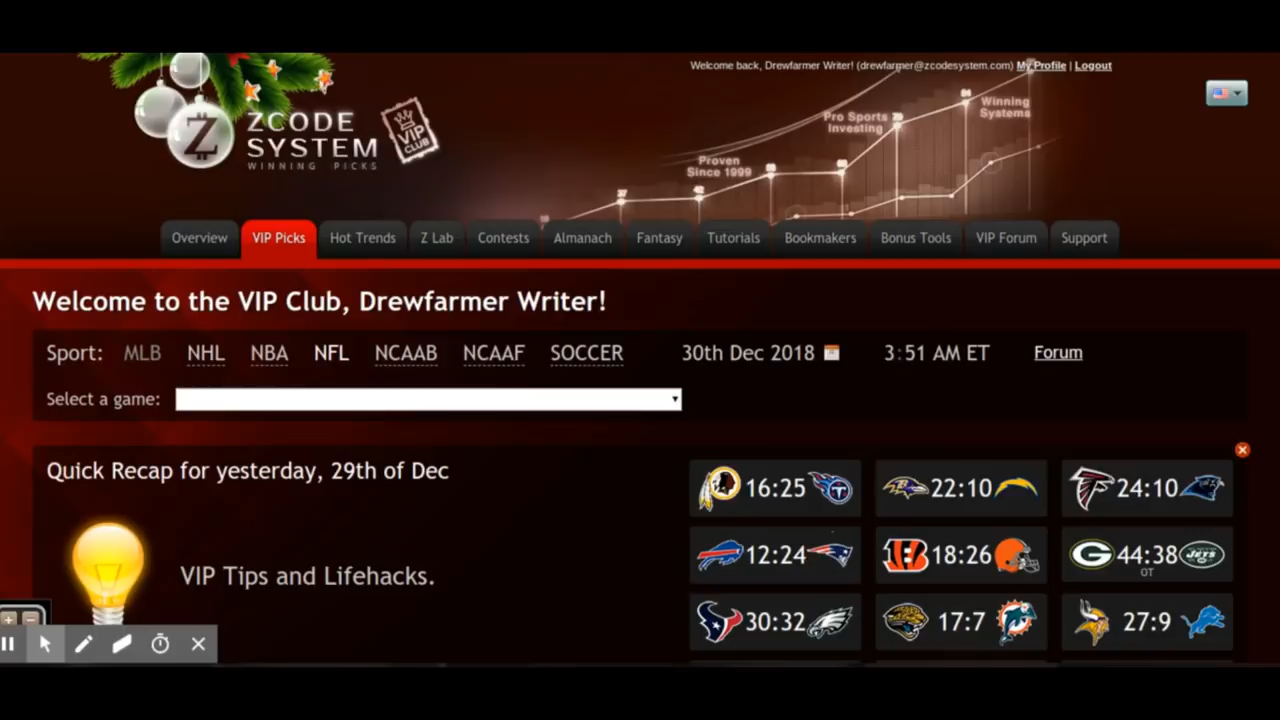 Welcome back, Drewfarmer Writer! (drewfarmer@zcodesystem.com) My Profile | Logout
ZCODE
SYSTEM
WINNING PICKS
VIP
CLUB
Proven
Since 1999
Pro Sports
Investing
Winning
Systems
37
42
Overview
VIP Picks
Hot Trends
Z Lab
Contests
Almanach
Fantasy
Tutorials
Bookmakers
Bonus Tools
VIP Forum
Support
Welcome to the VIP Club, Drewfarmer Writer!
Sport: MLB NHL NBA NFL NCAAB NCAAF SOCCER 30th Dec 2018 3:51 AM ET Forum
Select a game:
Quick Recap for yesterday, 29th of Dec
VIP Tips and Lifehacks.
16:25 22:10 24:10
12:24 18:26 44:38
OT
30:32 17:7 27:9